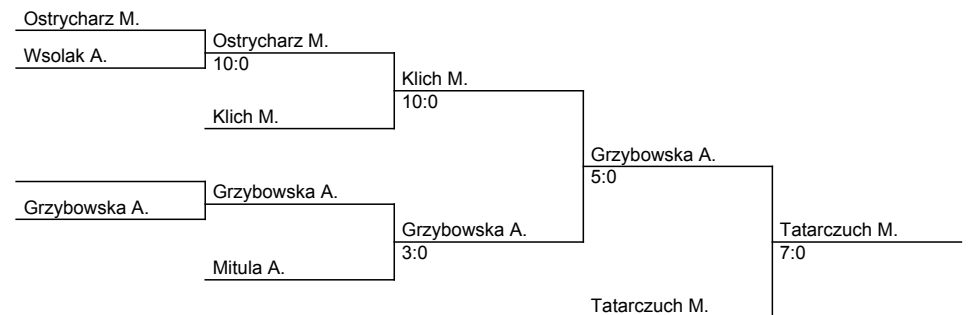 Ostrycharz M.
Wsolak A.
Ostrycharz M.
10:0
Klich M.
Klich M.
10:0
Grzybowska A.
Grzybowska A.
Mitula A.
Grzybowska A.
3:0
Grzybowska A.
5:0
Tatarczuch M.
Tatarczuch M.
7:0